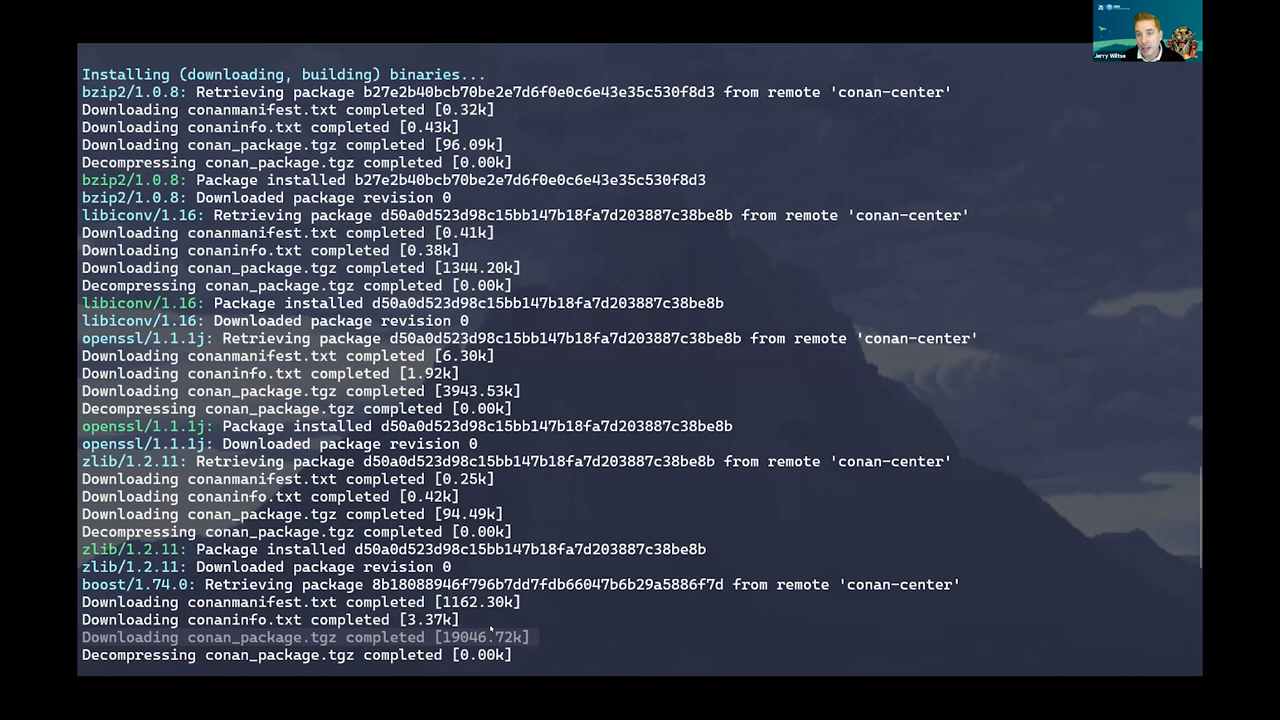 Jerry Wiltse
Installing (downloading, building) binaries...
bzip2/1.0.8: Retrieving package b27e2b40bcb70be2e7d6f0e0c6e43e35c530f8d3 from remote 'conan-center'
Downloading conanmanifest.txt completed [0.32k]
Downloading conaninfo.txt completed [0.43k]
Downloading conan_package.tgz completed [96.09k]
Decompressing conan_package.tgz completed [0.00k]
bzip2/1.0.8: Package installed b27e2b40bcb70be2e7d6f0e0c6e43e35c530f8d3
bzip2/1.0.8: Downloaded package revision 0
libiconv/1.16: Retrieving package d50a0d523d98c15bb147b18fa7d203887c38be8b from remote 'conan-center'
Downloading conanmanifest.txt completed [0.41k]
Downloading conaninfo.txt completed [0.38k]
Downloading conan_package.tgz completed [1344.20k]
Decompressing conan_package.tgz completed [0.00k]
libiconv/1.16: Package installed d50a0d523d98c15bb147b18fa7d203887c38be8b
libiconv/1.16: Downloaded package revision 0
openssl/1.1.1j: Retrieving package d50a0d523d98c15bb147b18fa7d203887c38be8b from remote 'conan-center'
Downloading conanmanifest.txt completed [6.30k]
Downloading conaninfo.txt completed [1.92k]
Downloading conan_package.tgz completed [3943.53k]
Decompressing conan_package.tgz completed [0.00k]
openssl/1.1.1j: Package installed d50a0d523d98c15bb147b18fa7d203887c38be8b
openssl/1.1.1j: Downloaded package revision 0
zlib/1.2.11: Retrieving package d50a0d523d98c15bb147b18fa7d203887c38be8b from remote 'conan-center'
Downloading conanmanifest.txt completed [0.25k]
Downloading conaninfo.txt completed [0.42k]
Downloading conan_package.tgz completed [94.49k]
Decompressing conan_package.tgz completed [0.00k]
zlib/1.2.11: Package installed d50a0d523d98c15bb147b18fa7d203887c38be8b
zlib/1.2.11: Downloaded package revision 0
boost/1.74.0: Retrieving package 8b18088946f796b7dd7fdb66047b6b29a5886f7d from remote 'conan-center'
Downloading conanmanifest.txt completed [1162.30k]
Downloading conaninfo.txt completed [3.37k]
Downloading conan_package.tgz completed [19046.72k]
Decompressing conan_package.tgz completed [0.00k]